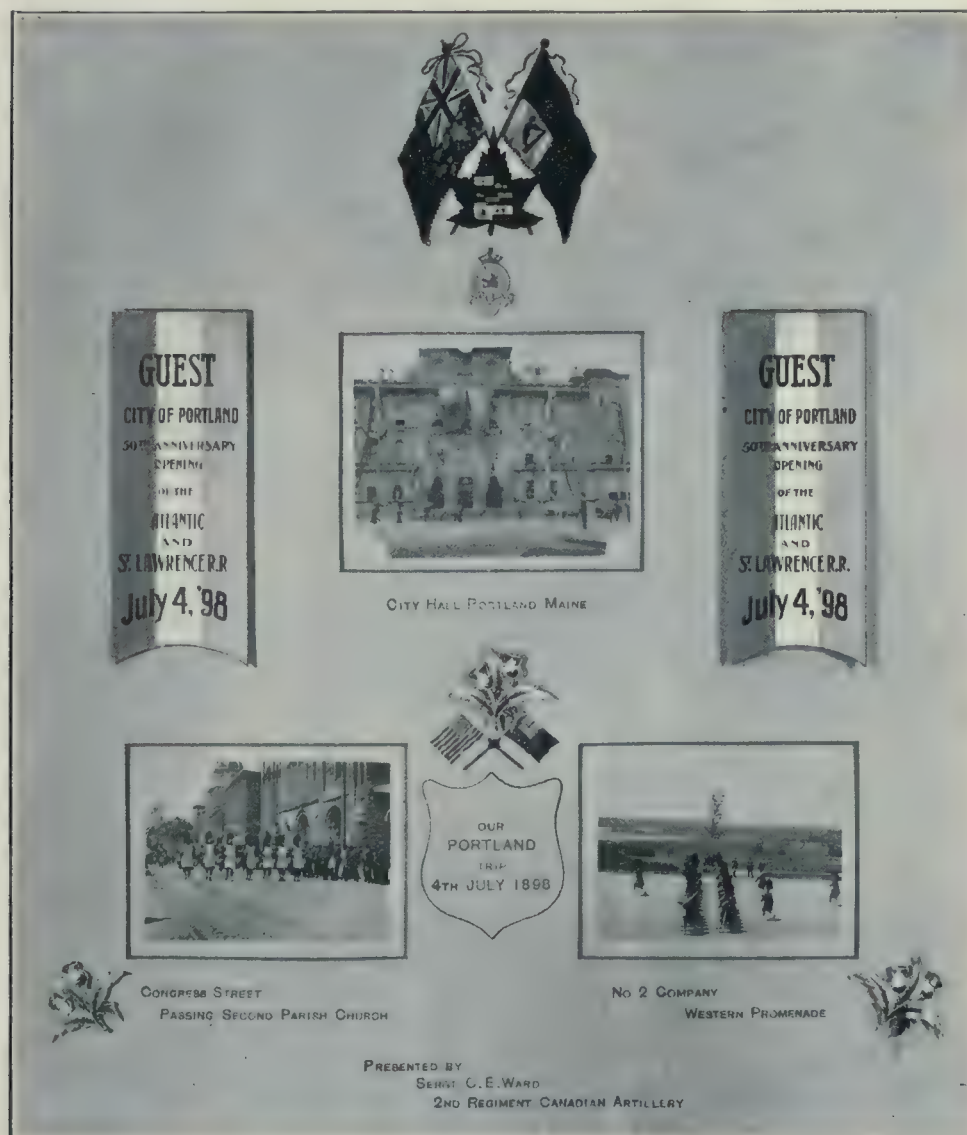 GUEST
CITY OF PORTLAND
50TH ANNIVERSARY
OPENING
OF THE
ATLANTIC
AND
ST. LAWRENCE R.R
July 4, '98
GUEST
CITY OF PORTLAND
50TH ANNIVERSARY
OPENING
OF THE
ATLANTIC
AND
ST. LAWRENCE R.R.
July 4, '98
CITY HALL PORTLAND MAINE
OUR
PORTLAND
TRIP
4TH JULY 1898
CONGRESS STREET
PASSING SECOND PARISH CHURCH
NO 2 COMPANY
WESTERN PROMENADE
PRESENTED BY
SERGT C. E. WARD
2ND REGIMENT CANADIAN ARTILLERY